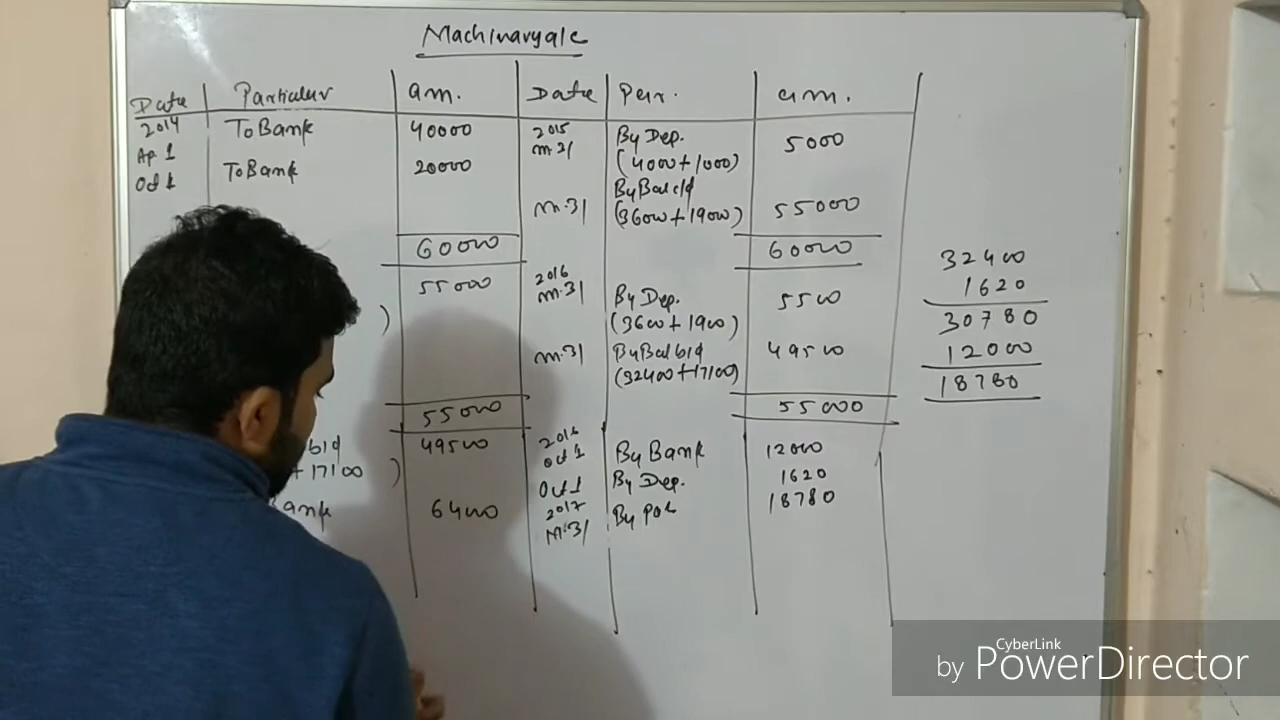 Machinaryale
Date Particular am. Date Par. am.
2014 To Bank 40000 2015 By Dep. 5000
Ap 1 m.31 (4000+1000)
Oct 1 To Bank 20000 By Bal c/d
m.31 (36000+19000) 55000
60000 60000
55000 2016 By Dep. 5500
) m.31 (3600+1900)
m.31 By Bal b/d 49500
(32400+17100)
55000 55000
b/d 49500 2016 By Bank 12000
+17100 ) Oct 1
Oct 1 By Dep. 1620
ank 6400 2017 By P&L 18780
M.31
32400
1620
30780
12000
18780
CyberLink
by PowerDirector